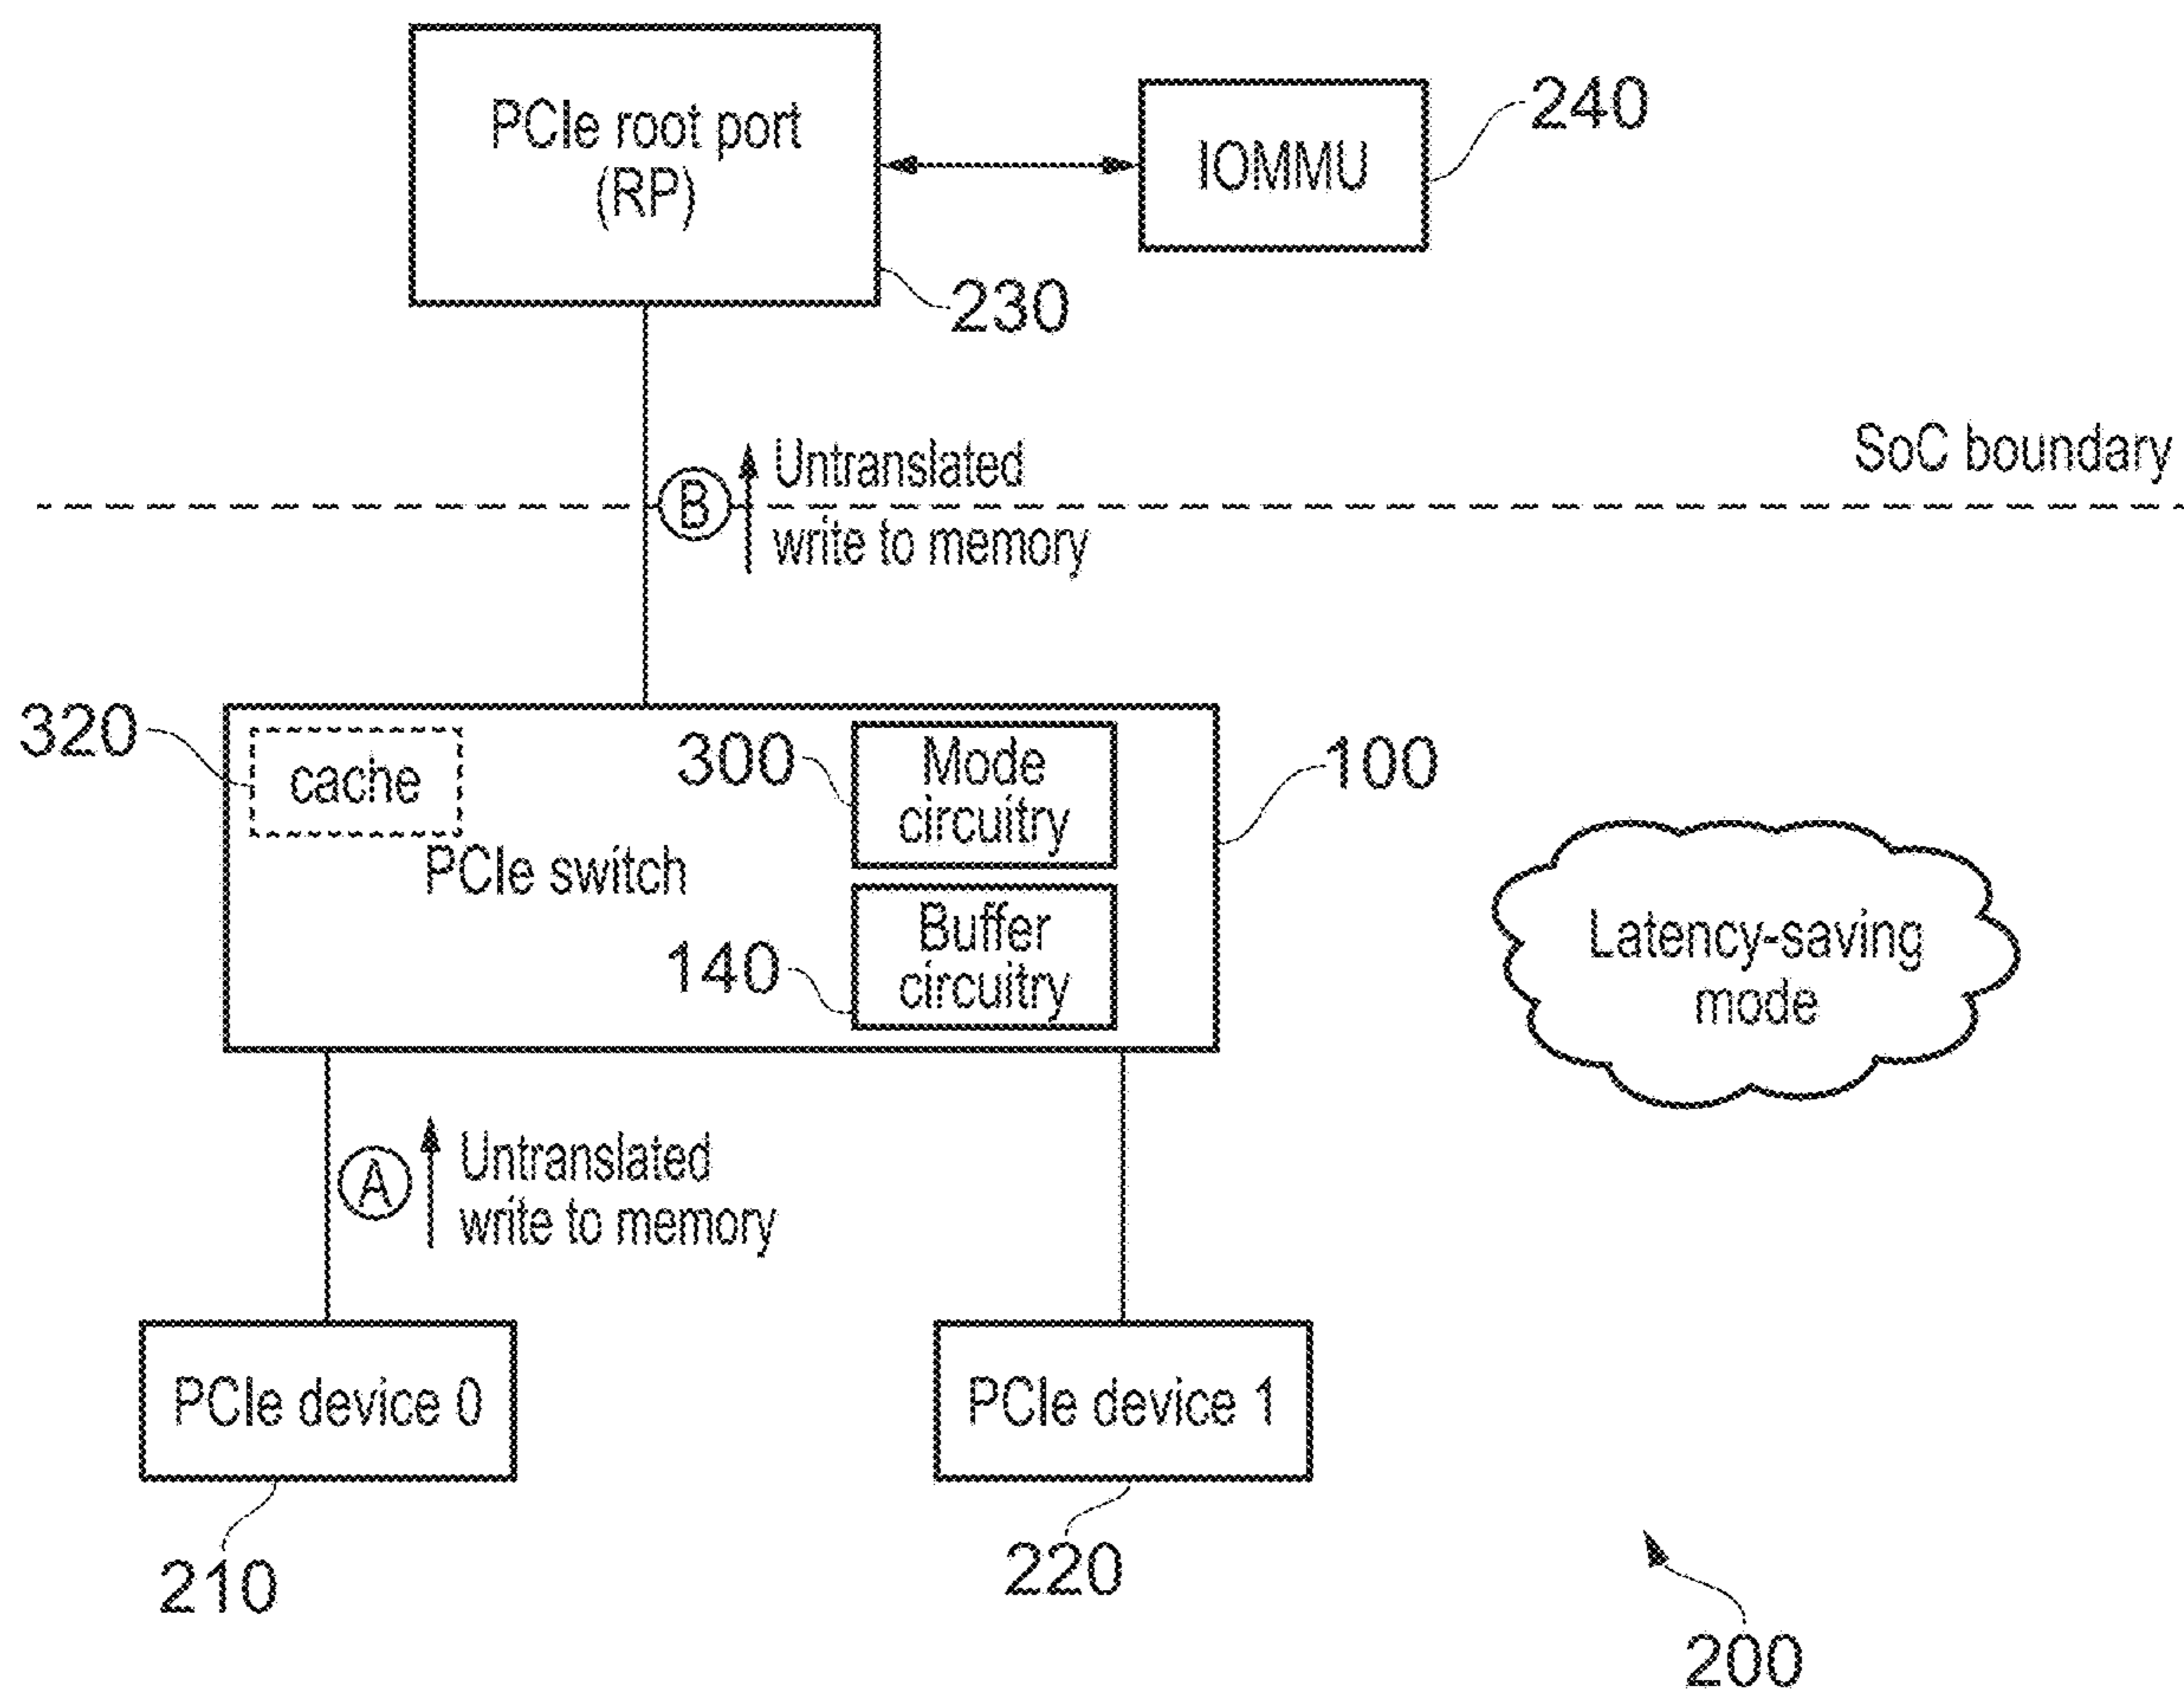 PCIe root port
(RP)
IOMMU
240
230
SoC boundary
B
Untranslated
write to memory
320
cache
300
Mode
circuitry
100
PCIe switch
Buffer
circuitry
140
Latency-saving
mode
A
Untranslated
write to memory
PCIe device 0
PCIe device 1
210
220
200